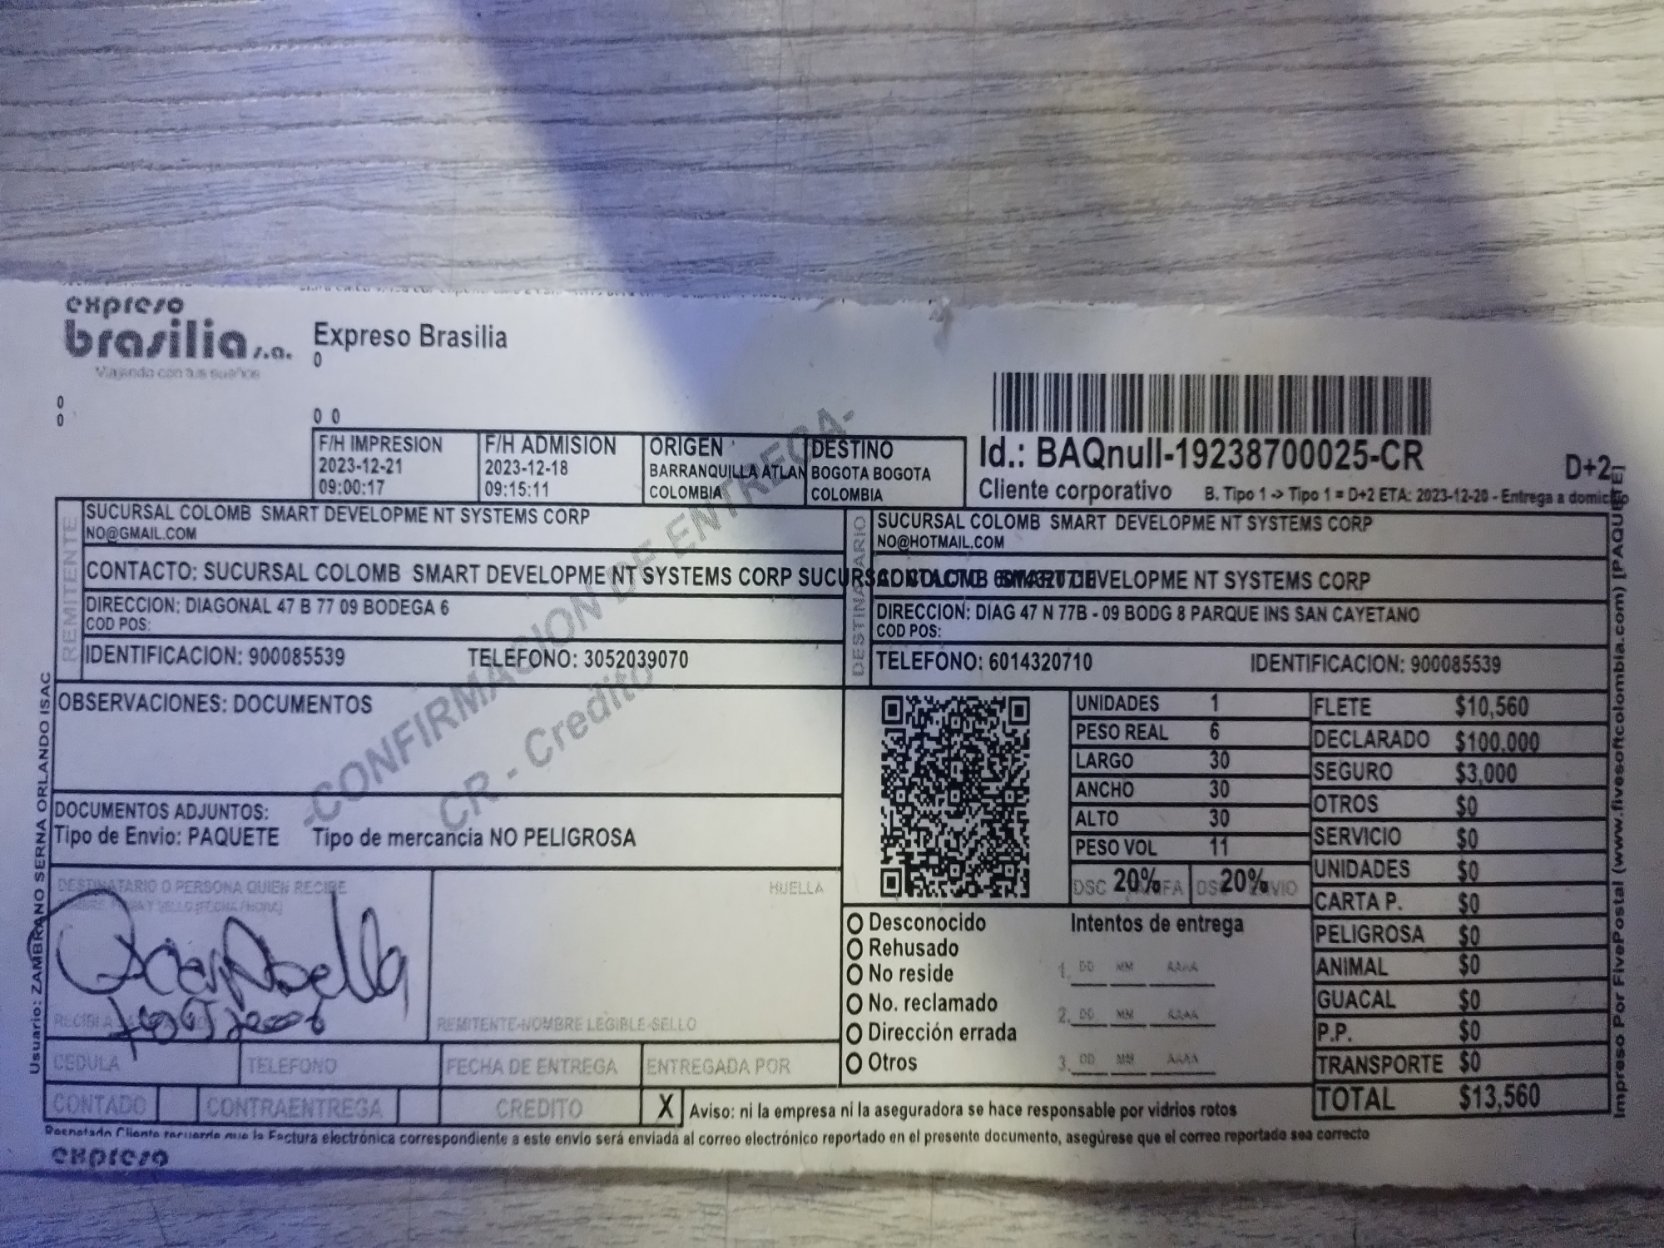 expreso
brasilia s.a.
Viajando con tus sueños
Expreso Brasilia
0
0
0
0 0
F/H IMPRESION
2023-12-21
09:00:17
F/H ADMISION
2023-12-18
09:15:11
ORIGEN
BARRANQUILLA ATLAN
COLOMBIA
DESTINO
BOGOTA BOGOTA
COLOMBIA
Id.: BAQnull-19238700025-CR
Cliente corporativo
B. Tipo 1 -> Tipo 1 = D+2 ETA: 2023-12-20 - Entrega a domicilio
D+2
REMITENTE
SUCURSAL COLOMB SMART DEVELOPME NT SYSTEMS CORP
NO@GMAIL.COM
CONTACTO: SUCURSAL COLOMB SMART DEVELOPME NT SYSTEMS CORP
DIRECCION: DIAGONAL 47 B 77 09 BODEGA 6
COD POS:
IDENTIFICACION: 900085539
TELEFONO: 3052039070
DESTINATARIO
SUCURSAL COLOMB SMART DEVELOPME NT SYSTEMS CORP
NO@HOTMAIL.COM
DEVELOPME NT SYSTEMS CORP
DIRECCION: DIAG 47 N 77B - 09 BODG 8 PARQUE INS SAN CAYETANO
COD POS:
TELEFONO: 6014320710
IDENTIFICACION: 900085539
-CONFIRMACION DE ENTREGA-
CR - Credito
OBSERVACIONES: DOCUMENTOS
DOCUMENTOS ADJUNTOS:
Tipo de Envio: PAQUETE
Tipo de mercancia NO PELIGROSA
UNIDADES 1
PESO REAL 6
LARGO 30
ANCHO 30
ALTO 30
PESO VOL 11
DSC 20%
20%
FLETE $10,560
DECLARADO $100,000
SEGURO $3,000
OTROS $0
SERVICIO $0
UNIDADES $0
CARTA P. $0
PELIGROSA $0
ANIMAL $0
GUACAL $0
P.P. $0
TRANSPORTE $0
TOTAL $13,560
DESTINATARIO O PERSONA QUIEN RECIBE
HUELLA
REMITENTE-NOMBRE LEGIBLE-SELLO
Desconocido
Rehusado
No reside
No. reclamado
Dirección errada
Otros
Intentos de entrega
1. DD MM AAAA
2. DD MM AAAA
3. DD MM AAAA
CEDULA
TELEFONO
FECHA DE ENTREGA
ENTREGADA POR
CONTADO
CONTRAENTREGA
CREDITO
X
Aviso: ni la empresa ni la aseguradora se hace responsable por vidrios rotos
la Factura electrónica correspondiente a este envio será enviada al correo electrónico reportado en el presente documento, asegúrese que el correo reportado sea correcto
expreso
Usuario: ZAMBRANO SERNA ORLANDO ISAC
Impreso Por FivePostal (www.fivesoftcolombia.com) [PAQUETE]